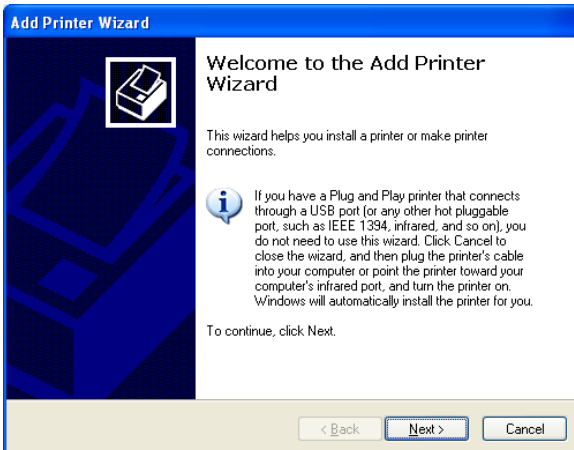 Add Printer Wizard
Welcome to the Add Printer
Wizard
This wizard helps you install a printer or make printer
connections.
If you have a Plug and Play printer that connects
through a USB port (or any other hot pluggable
port, such as IEEE 1394, infrared, and so on), you
do not need to use this wizard. Click Cancel to
close the wizard, and then plug the printer's cable
into your computer or point the printer toward your
computer's infrared port, and turn the printer on.
Windows will automatically install the printer for you.
To continue, click Next.
< Back Next > Cancel